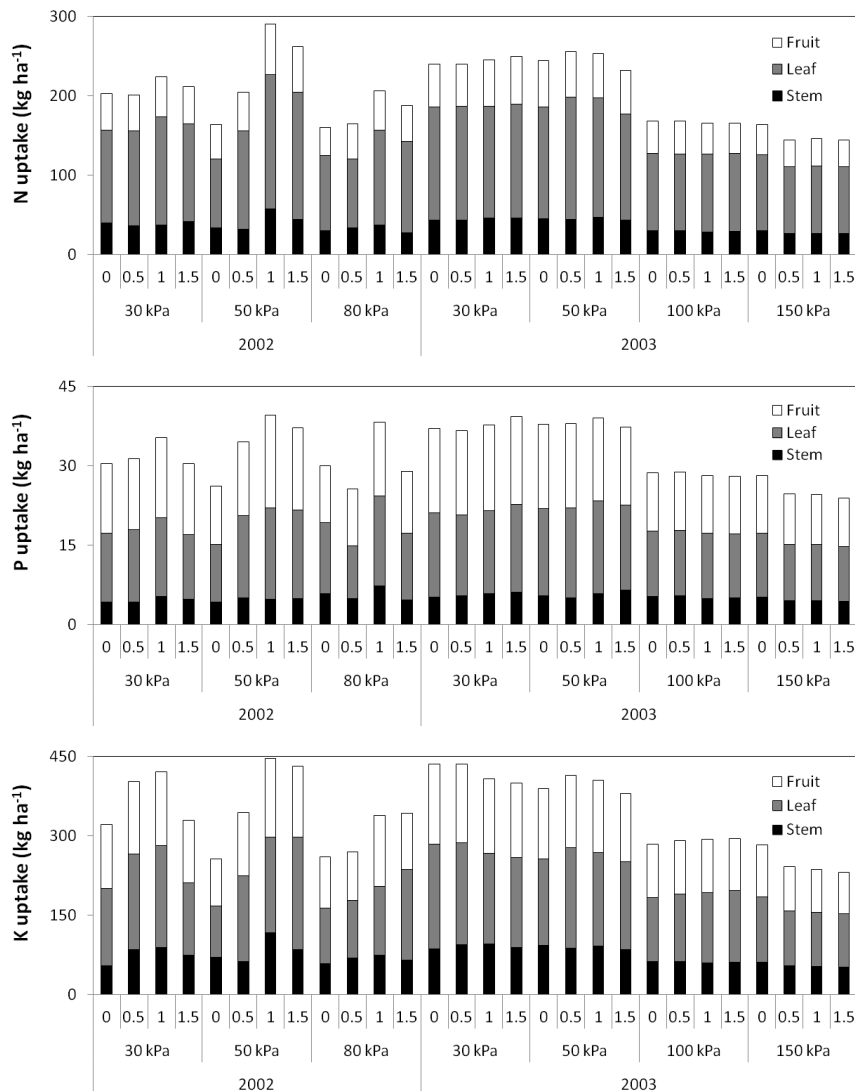 N uptake (kg ha-1)
300
200
100
0
Fruit
Leaf
Stem
0 0.5 1 1.5 0 0.5 1 1.5 0 0.5 1 1.5 0 0.5 1 1.5 0 0.5 1 1.5 0 0.5 1 1.5 0 0.5 1 1.5
30 kPa 50 kPa 80 kPa 30 kPa 50 kPa 100 kPa 150 kPa
2002 2003
P uptake (kg ha-1)
45
30
15
0
Fruit
Leaf
Stem
0 0.5 1 1.5 0 0.5 1 1.5 0 0.5 1 1.5 0 0.5 1 1.5 0 0.5 1 1.5 0 0.5 1 1.5 0 0.5 1 1.5
30 kPa 50 kPa 80 kPa 30 kPa 50 kPa 100 kPa 150 kPa
2002 2003
K uptake (kg ha-1)
450
300
150
0
Fruit
Leaf
Stem
0 0.5 1 1.5 0 0.5 1 1.5 0 0.5 1 1.5 0 0.5 1 1.5 0 0.5 1 1.5 0 0.5 1 1.5 0 0.5 1 1.5
30 kPa 50 kPa 80 kPa 30 kPa 50 kPa 100 kPa 150 kPa
2002 2003